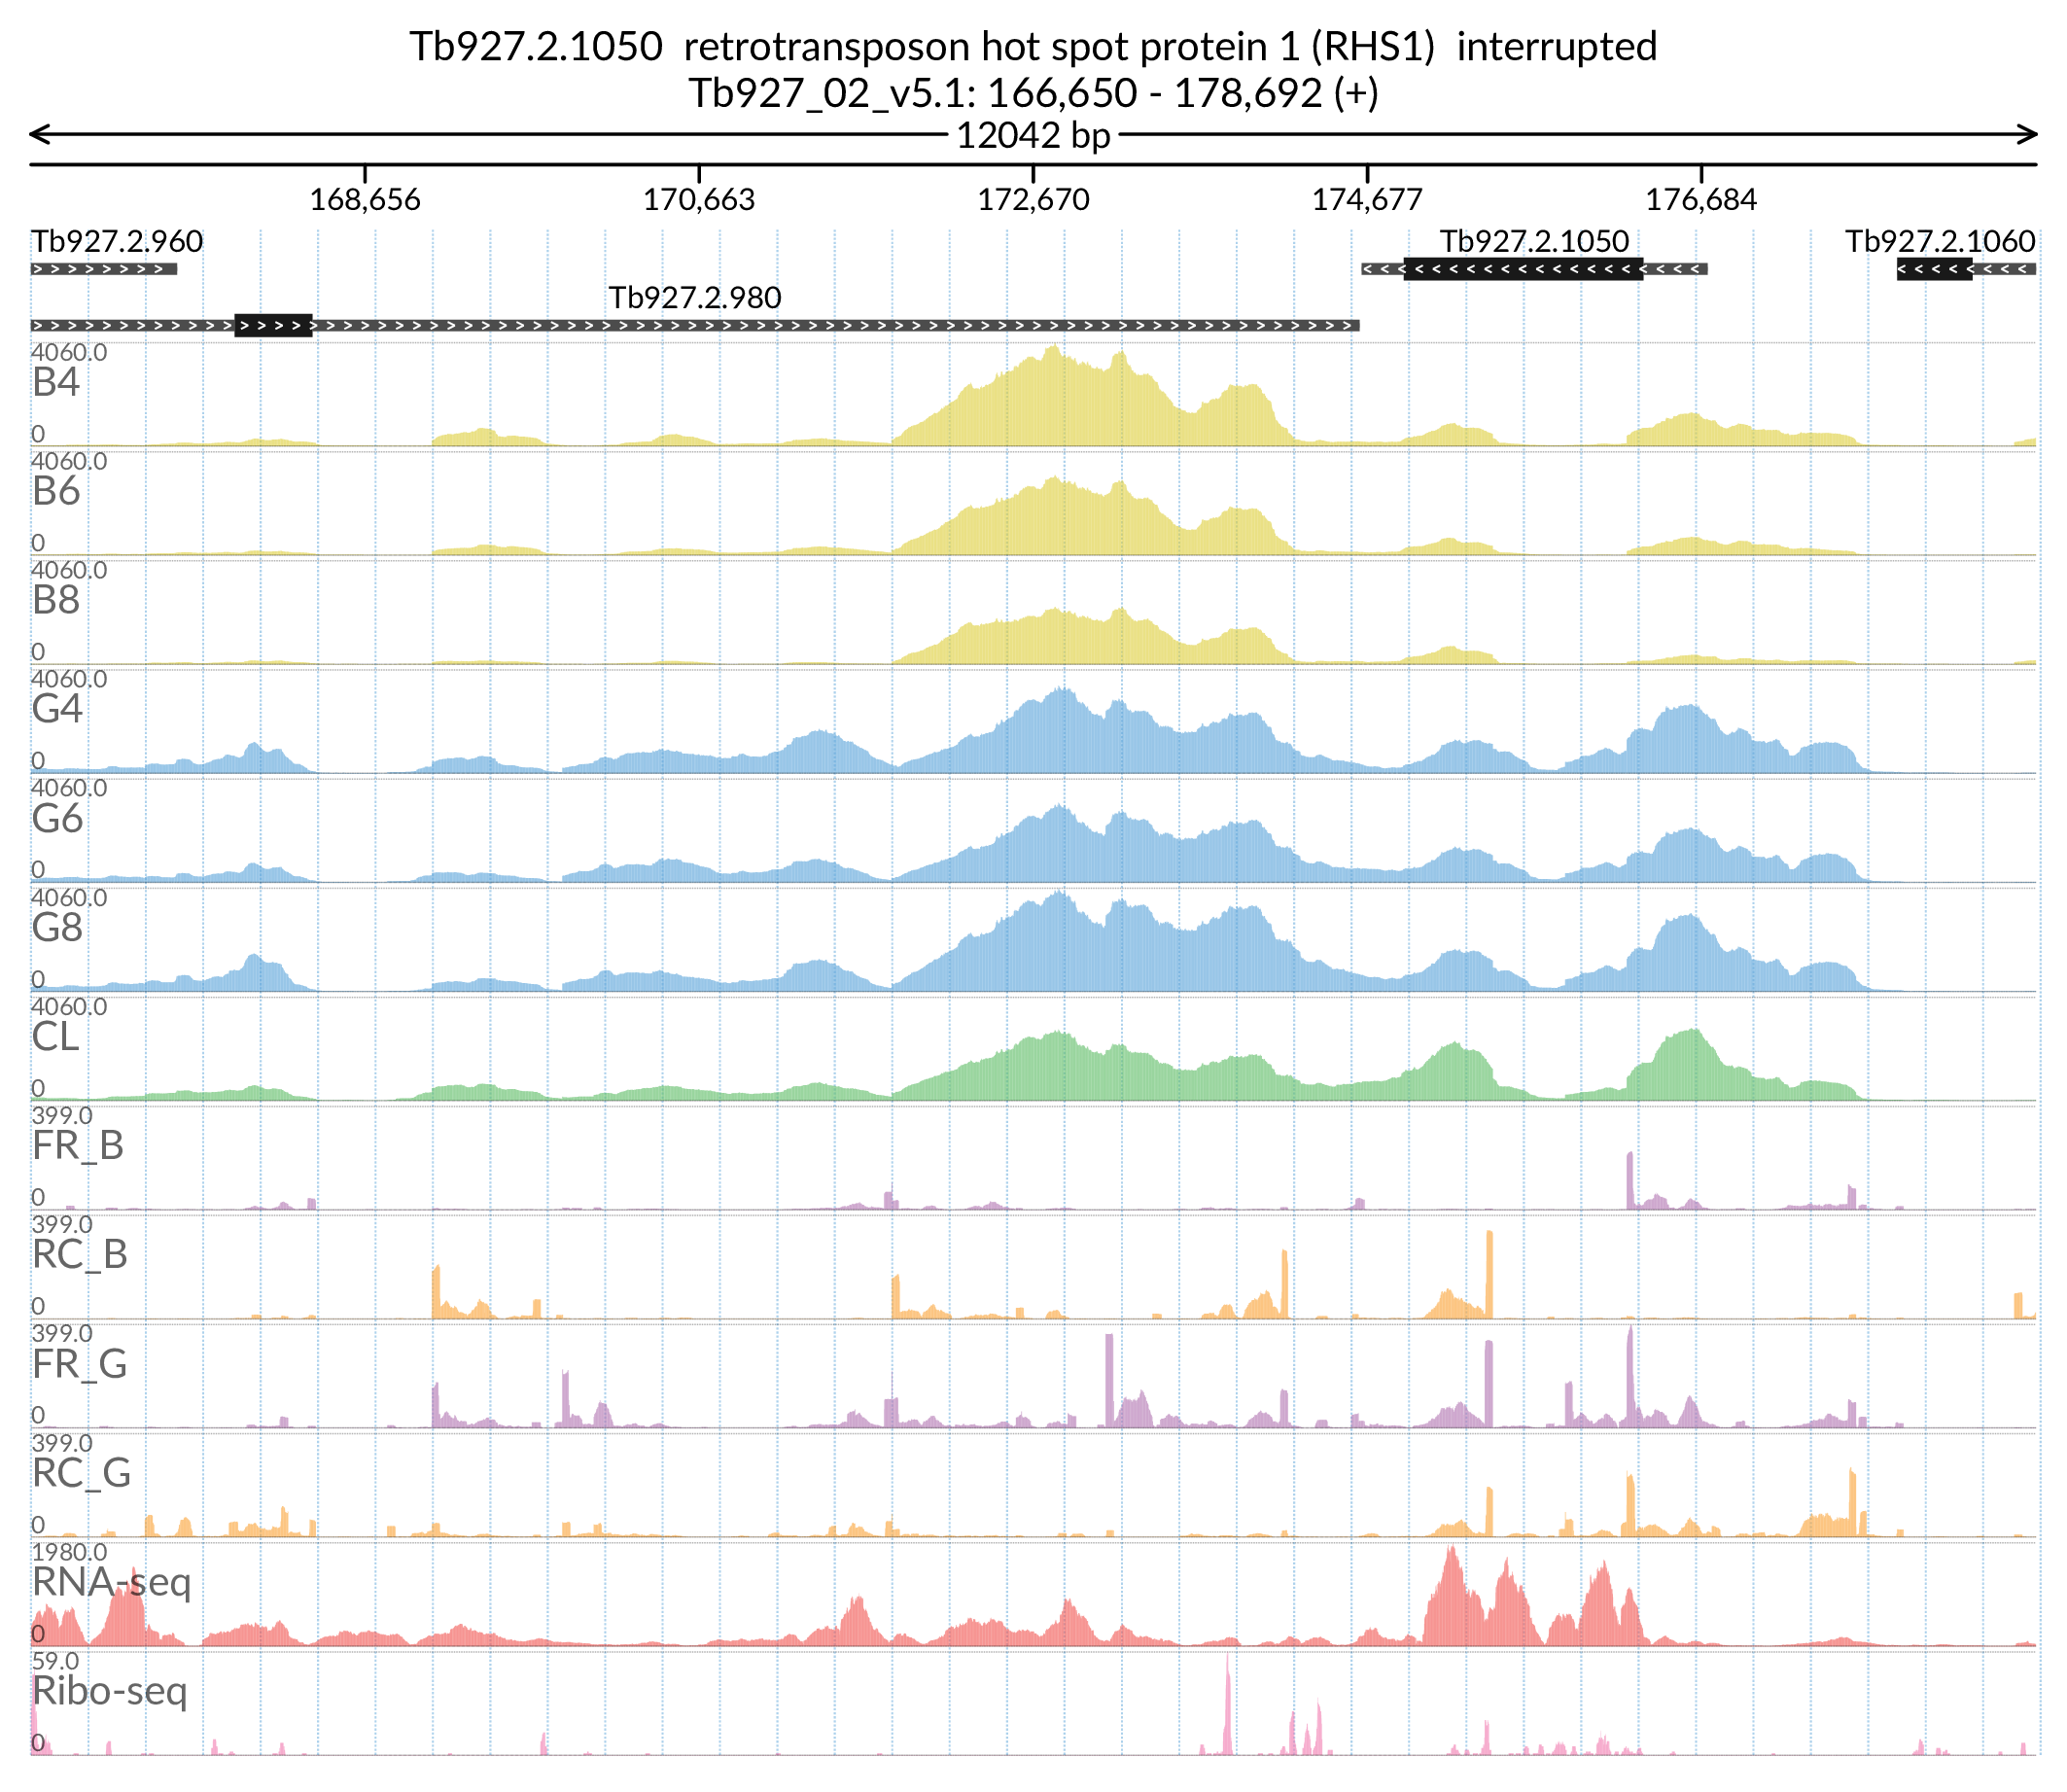 Tb927.2.1050 retrotransposon hot spot protein 1 (RHS1) interrupted
Tb927_02_v5.1: 166,650 - 178,692 (+)
12042 bp
168,656 170,663 172,670 174,677 176,684
Tb927.2.960 Tb927.2.1050 Tb927.2.1060
Tb927.2.980
4060.0
B4
0
4060.0
B6
0
4060.0
B8
0
4060.0
G4
0
4060.0
G6
0
4060.0
G8
0
4060.0
CL
0
399.0
FR_B
0
399.0
RC_B
0
399.0
FR_G
0
399.0
RC_G
0
1980.0
RNA-seq
0
59.0
Ribo-seq
0